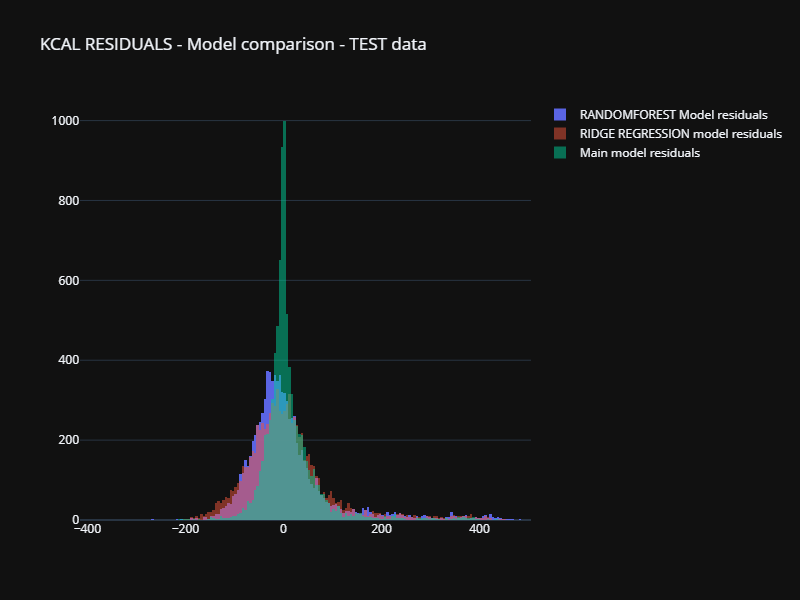 KCAL RESIDUALS - Model comparison - TEST data
RANDOMFOREST Model residuals
RIDGE REGRESSION model residuals
Main model residuals
1000
800
600
400
200
0
−400
−200
0
200
400